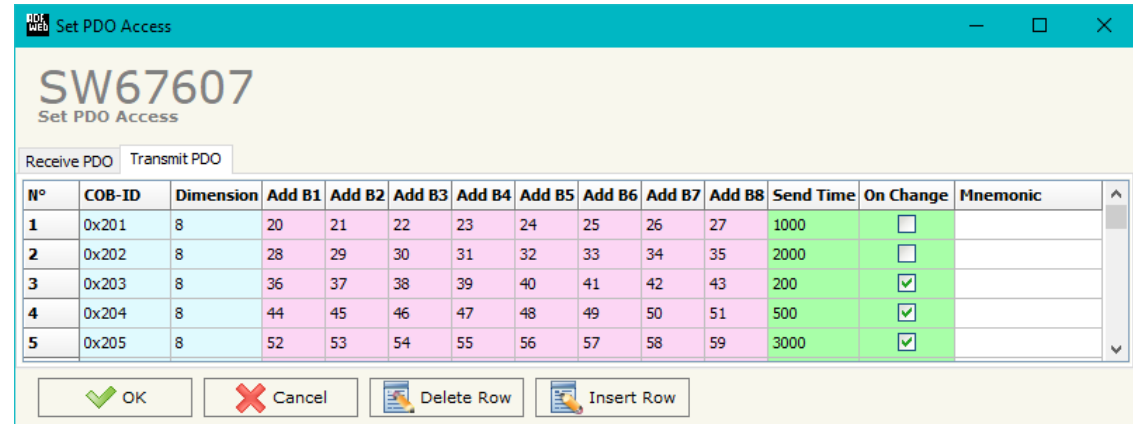 ADF WEB Set PDO Access
SW67607
Set PDO Access
Receive PDO Transmit PDO
N° COB-ID Dimension Add B1 Add B2 Add B3 Add B4 Add B5 Add B6 Add B7 Add B8 Send Time On Change Mnemonic
1 0x201 8 20 21 22 23 24 25 26 27 1000
2 0x202 8 28 29 30 31 32 33 34 35 2000
3 0x203 8 36 37 38 39 40 41 42 43 200
4 0x204 8 44 45 46 47 48 49 50 51 500
5 0x205 8 52 53 54 55 56 57 58 59 3000
OK Cancel Delete Row Insert Row